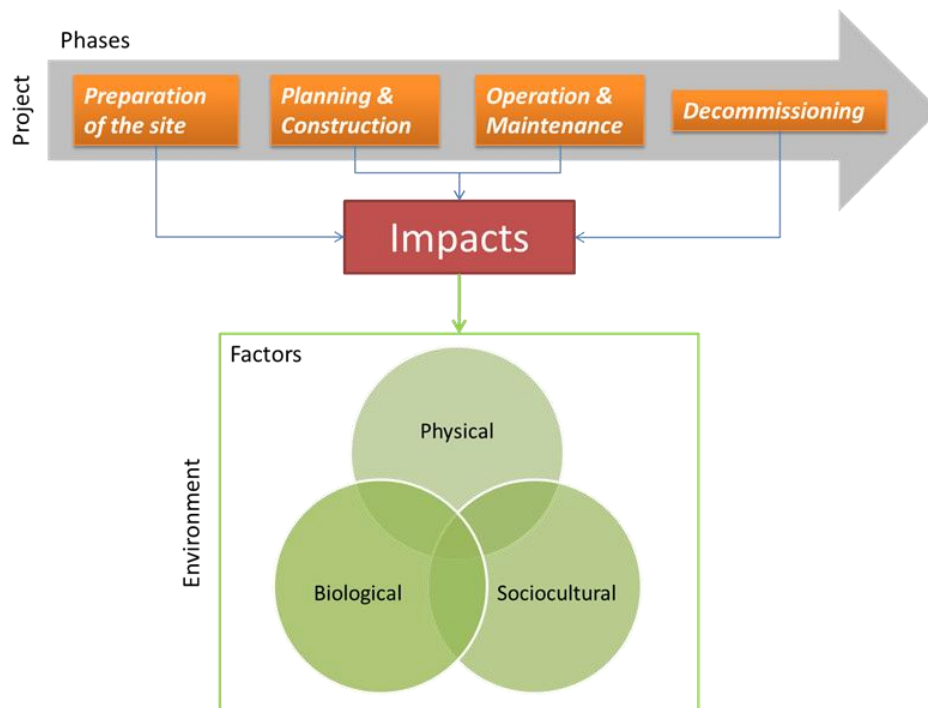 Phases
Project
Preparation
of the site
Planning &
Construction
Operation &
Maintenance
Decommissioning
Impacts
Factors
Environment
Physical
Biological
Sociocultural